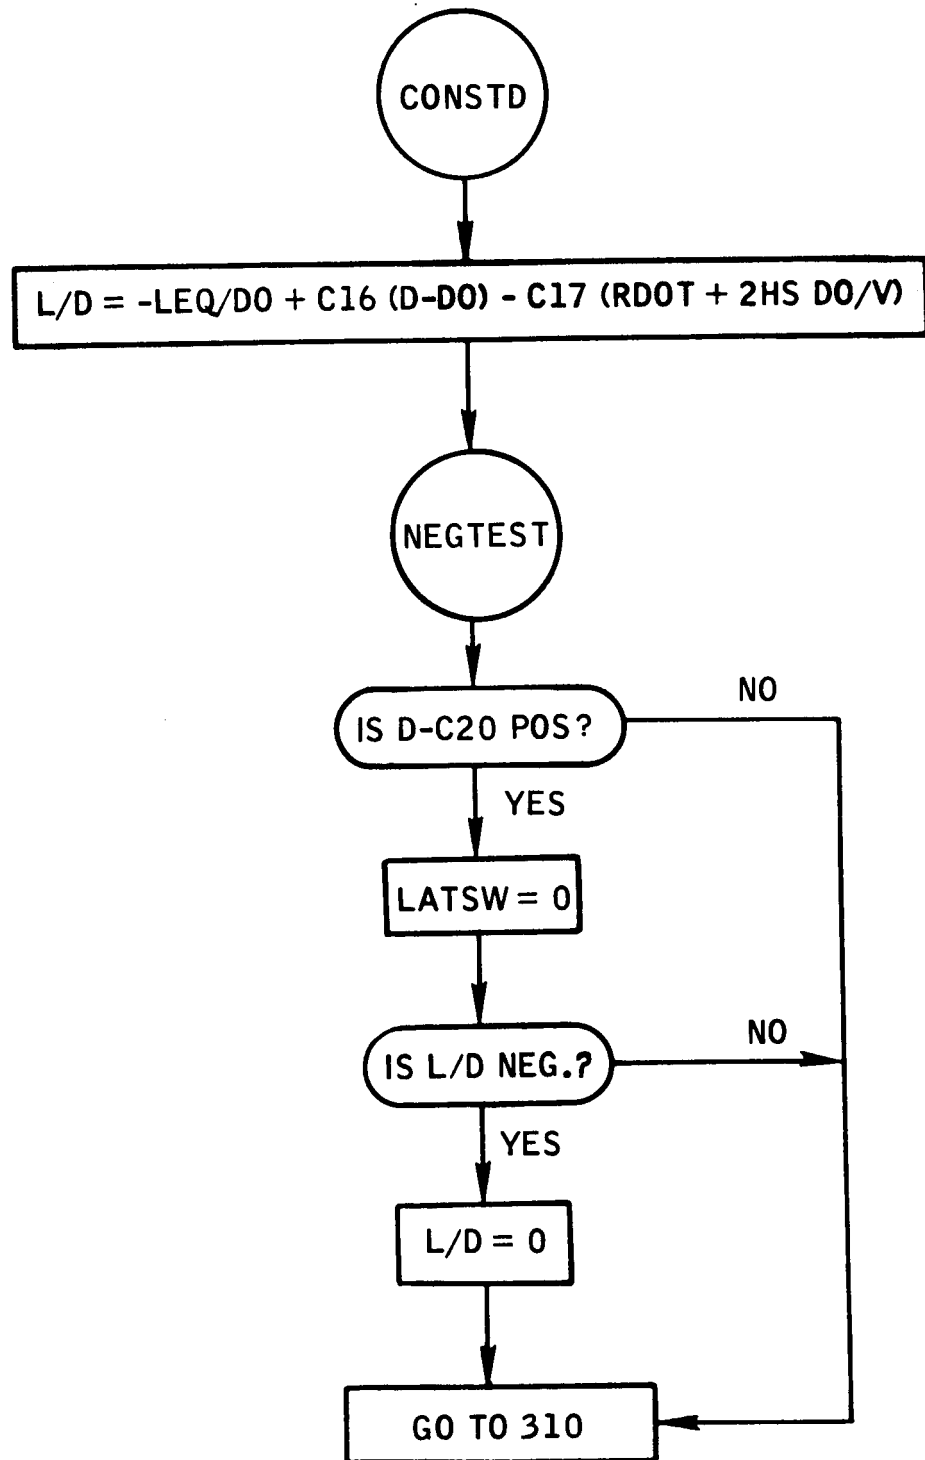 CONSTD
L/D = -LEQ/DO + C16 (D-DO) - C17 (RDOT + 2HS DO/V)
NEGTEST
NO
IS D-C20 POS?
YES
LATSW = 0
NO
IS L/D NEG.?
YES
L/D = 0
GO TO 310